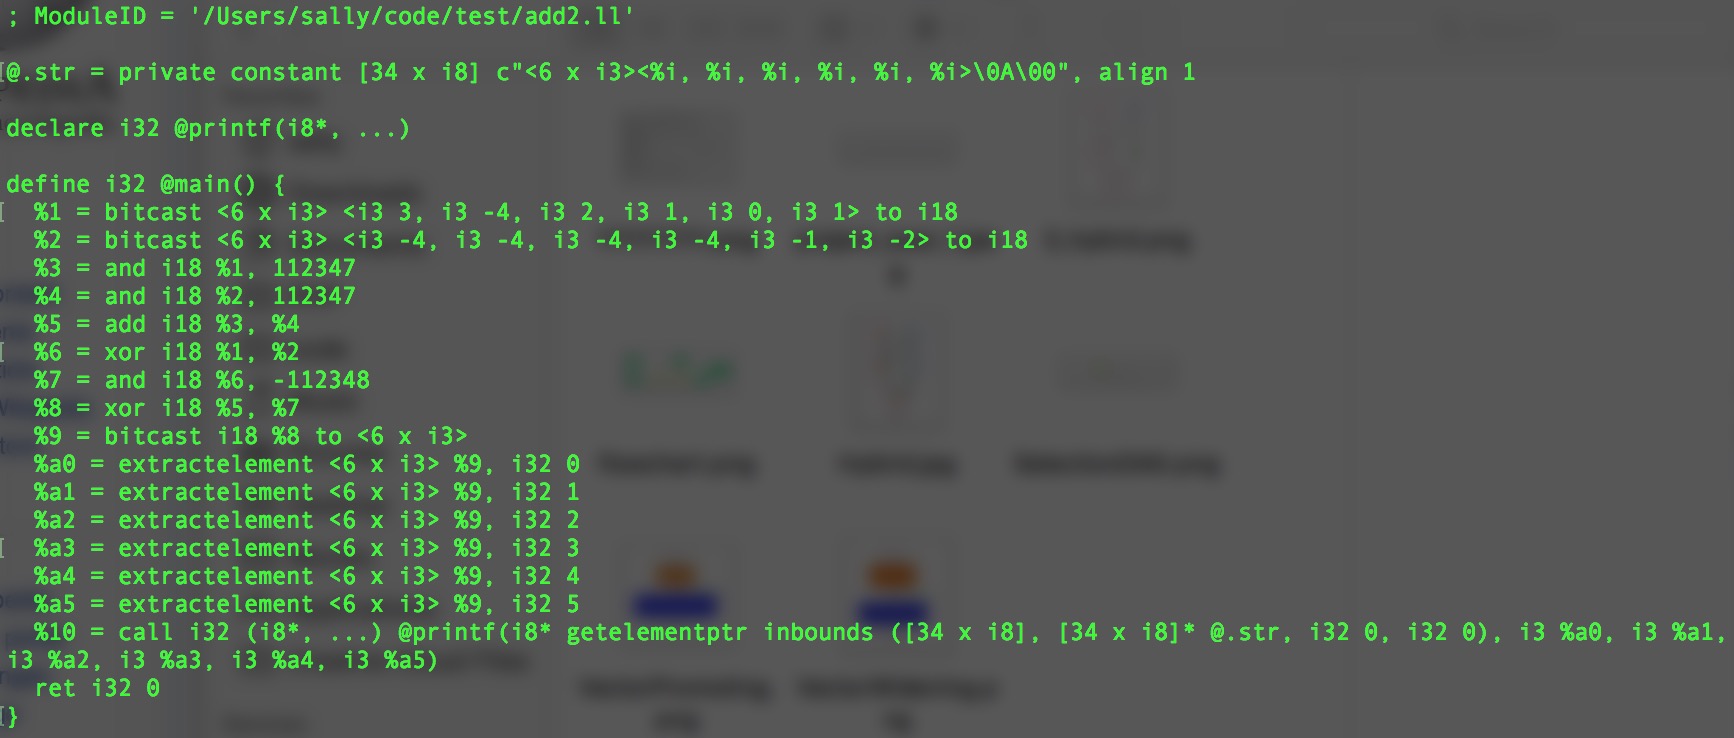 ; ModuleID = '/Users/sally/code/test/add2.ll'
@.str = private constant [34 x i8] c"<6 x i3><%i, %i, %i, %i, %i, %i>\0A\00", align 1
declare i32 @printf(i8*, ...)
define i32 @main() {
  %1 = bitcast <6 x i3> <i3 3, i3 -4, i3 2, i3 1, i3 0, i3 1> to i18
  %2 = bitcast <6 x i3> <i3 -4, i3 -4, i3 -4, i3 -4, i3 -1, i3 -2> to i18
  %3 = and i18 %1, 112347
  %4 = and i18 %2, 112347
  %5 = add i18 %3, %4
  %6 = xor i18 %1, %2
  %7 = and i18 %6, -112348
  %8 = xor i18 %5, %7
  %9 = bitcast i18 %8 to <6 x i3>
  %a0 = extractelement <6 x i3> %9, i32 0
  %a1 = extractelement <6 x i3> %9, i32 1
  %a2 = extractelement <6 x i3> %9, i32 2
  %a3 = extractelement <6 x i3> %9, i32 3
  %a4 = extractelement <6 x i3> %9, i32 4
  %a5 = extractelement <6 x i3> %9, i32 5
  %10 = call i32 (i8*, ...) @printf(i8* getelementptr inbounds ([34 x i8], [34 x i8]* @.str, i32 0, i32 0), i3 %a0, i3 %a1,
i3 %a2, i3 %a3, i3 %a4, i3 %a5)
  ret i32 0
}